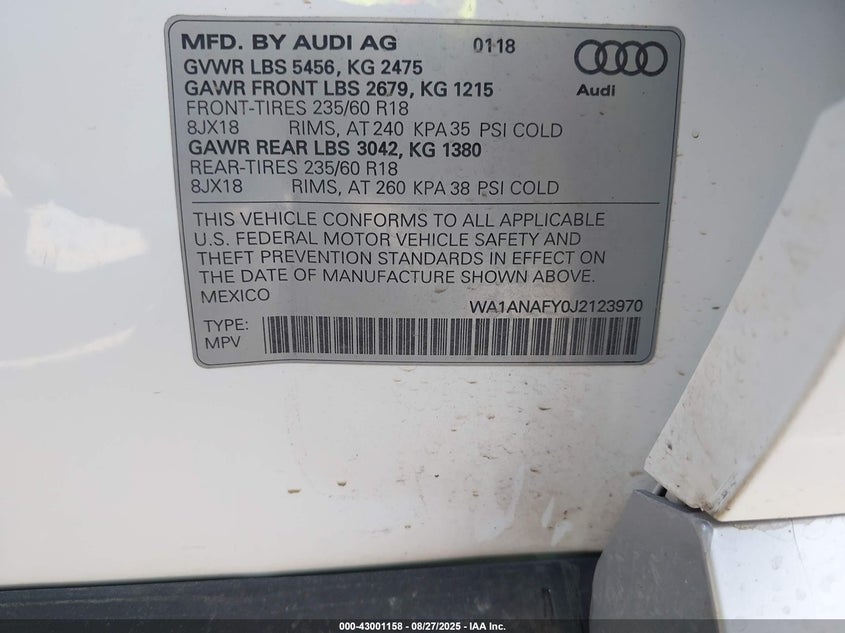 MFD. BY AUDI AG 0118
Audi
GVWR LBS 5456, KG 2475
GAWR FRONT LBS 2679, KG 1215
FRONT-TIRES 235/60 R18
8JX18 RIMS, AT 240 KPA 35 PSI COLD
GAWR REAR LBS 3042, KG 1380
REAR-TIRES 235/60 R18
8JX18 RIMS, AT 260 KPA 38 PSI COLD
THIS VEHICLE CONFORMS TO ALL APPLICABLE
U.S. FEDERAL MOTOR VEHICLE SAFETY AND
THEFT PREVENTION STANDARDS IN EFFECT ON
THE DATE OF MANUFACTURE SHOWN ABOVE.
MEXICO WA1ANAFY0J2123970
TYPE:
MPV
000-43001158 - 08/27/2025 - IAA Inc.